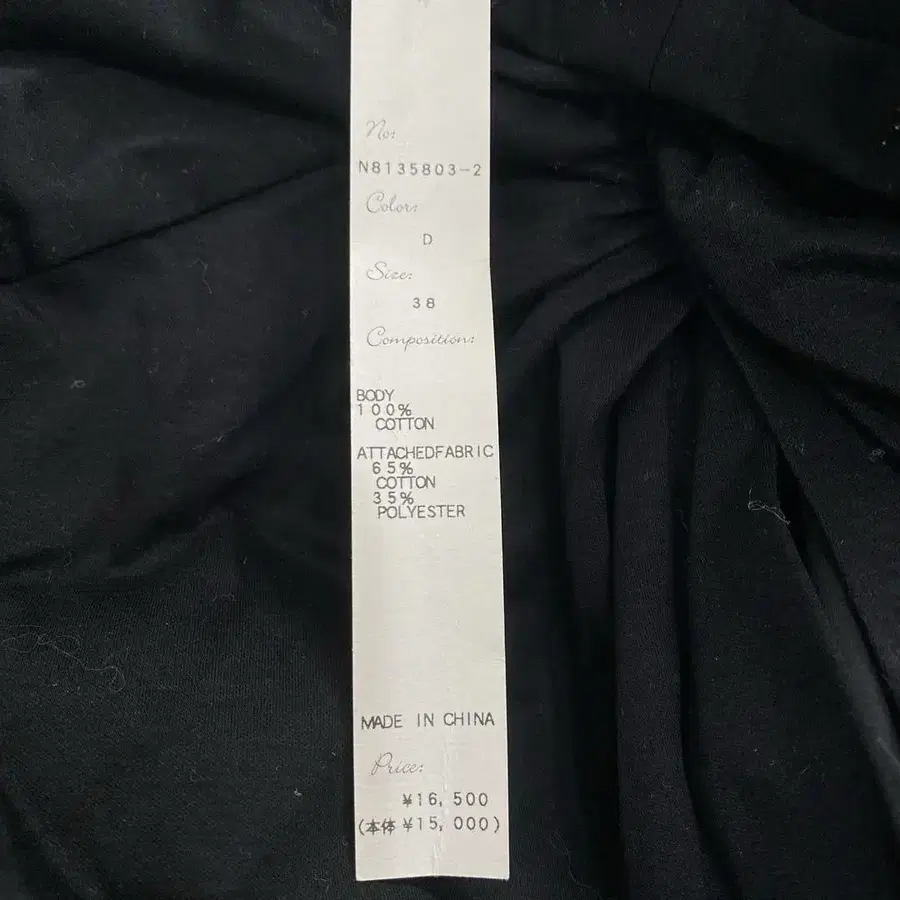 No:
N8135803-2
Color:
D
Size:
38
Composition:
BODY
100%
COTTON
ATTACHEDFABRIC
65%
COTTON
35%
POLYESTER
MADE IN CHINA
Price:
¥16,500
(本体 ¥15,000)